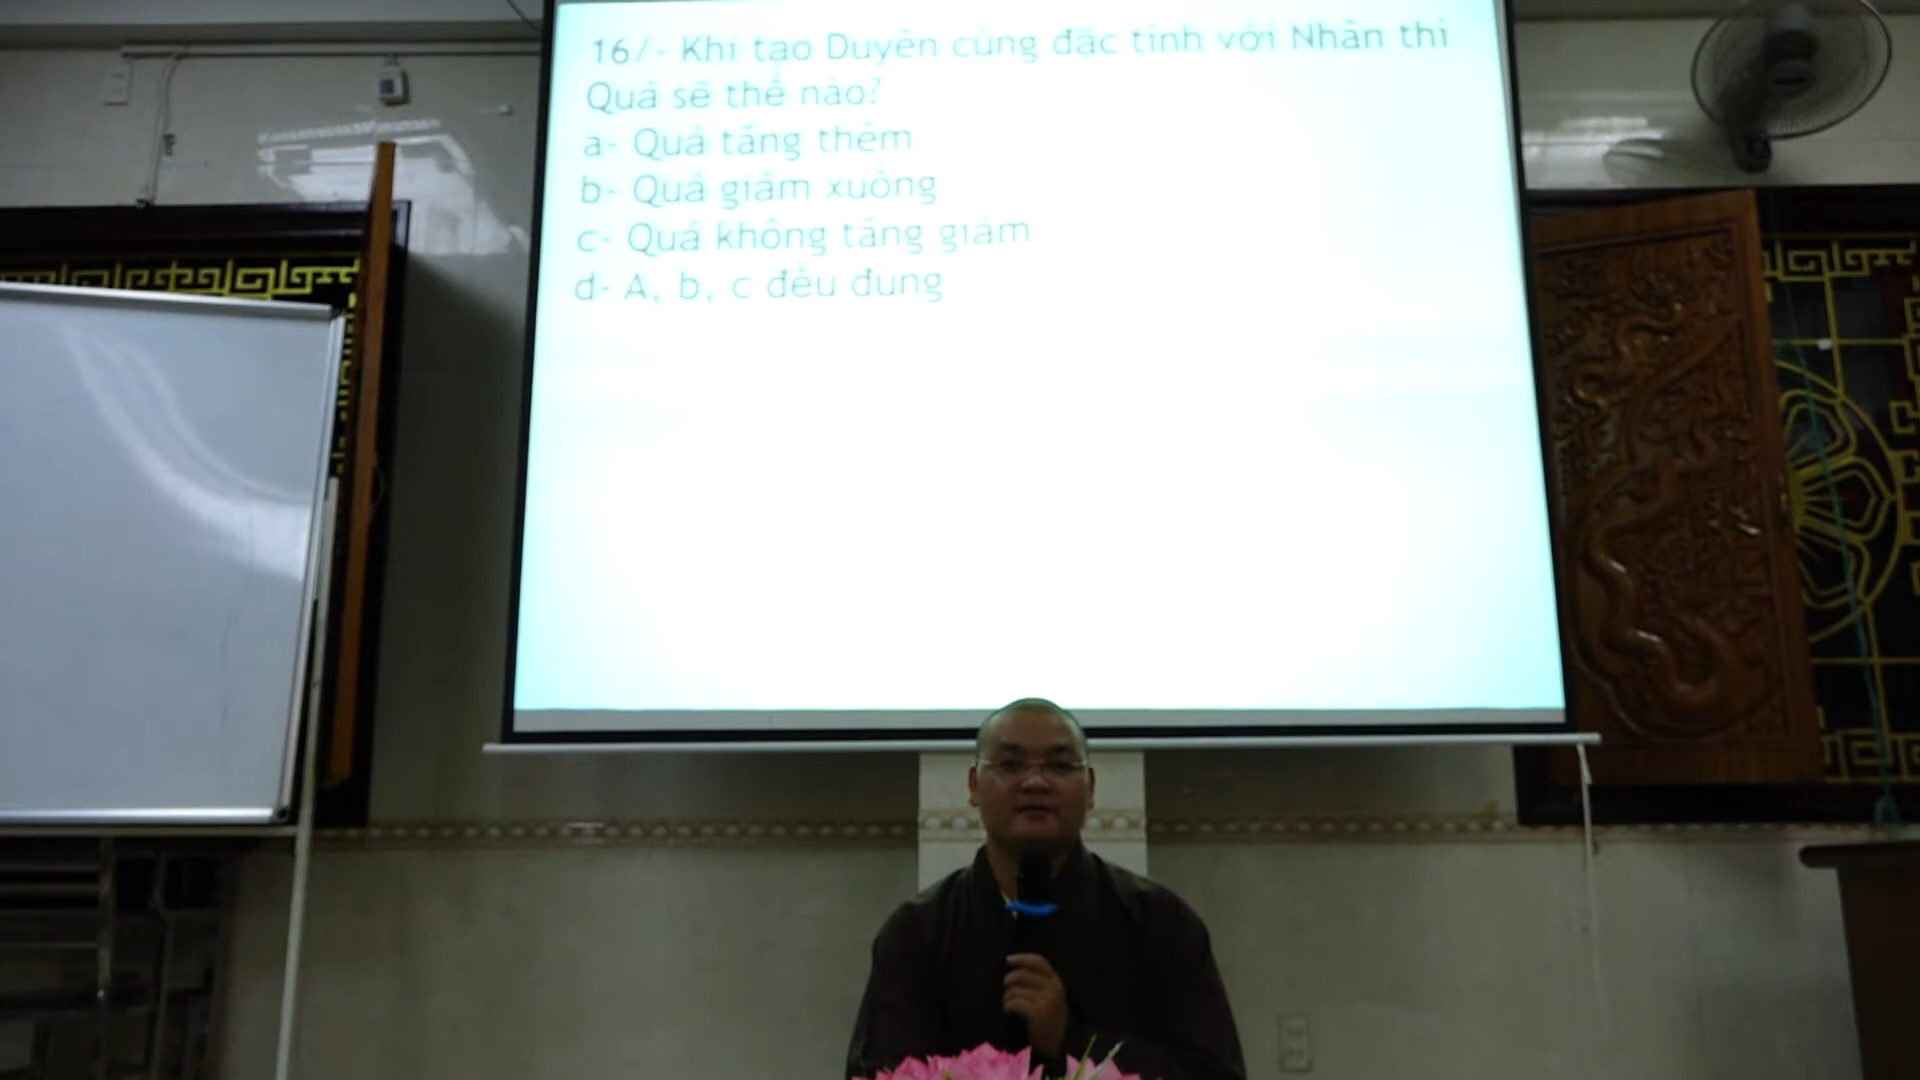 16/- Khi tạo Duyên cùng đặc tính với Nhân thì
Quả sẽ thế nào?
a- Quả tăng thêm
b- Quả giảm xuống
c- Quả không tăng giảm
d- A, b, c đều đúng